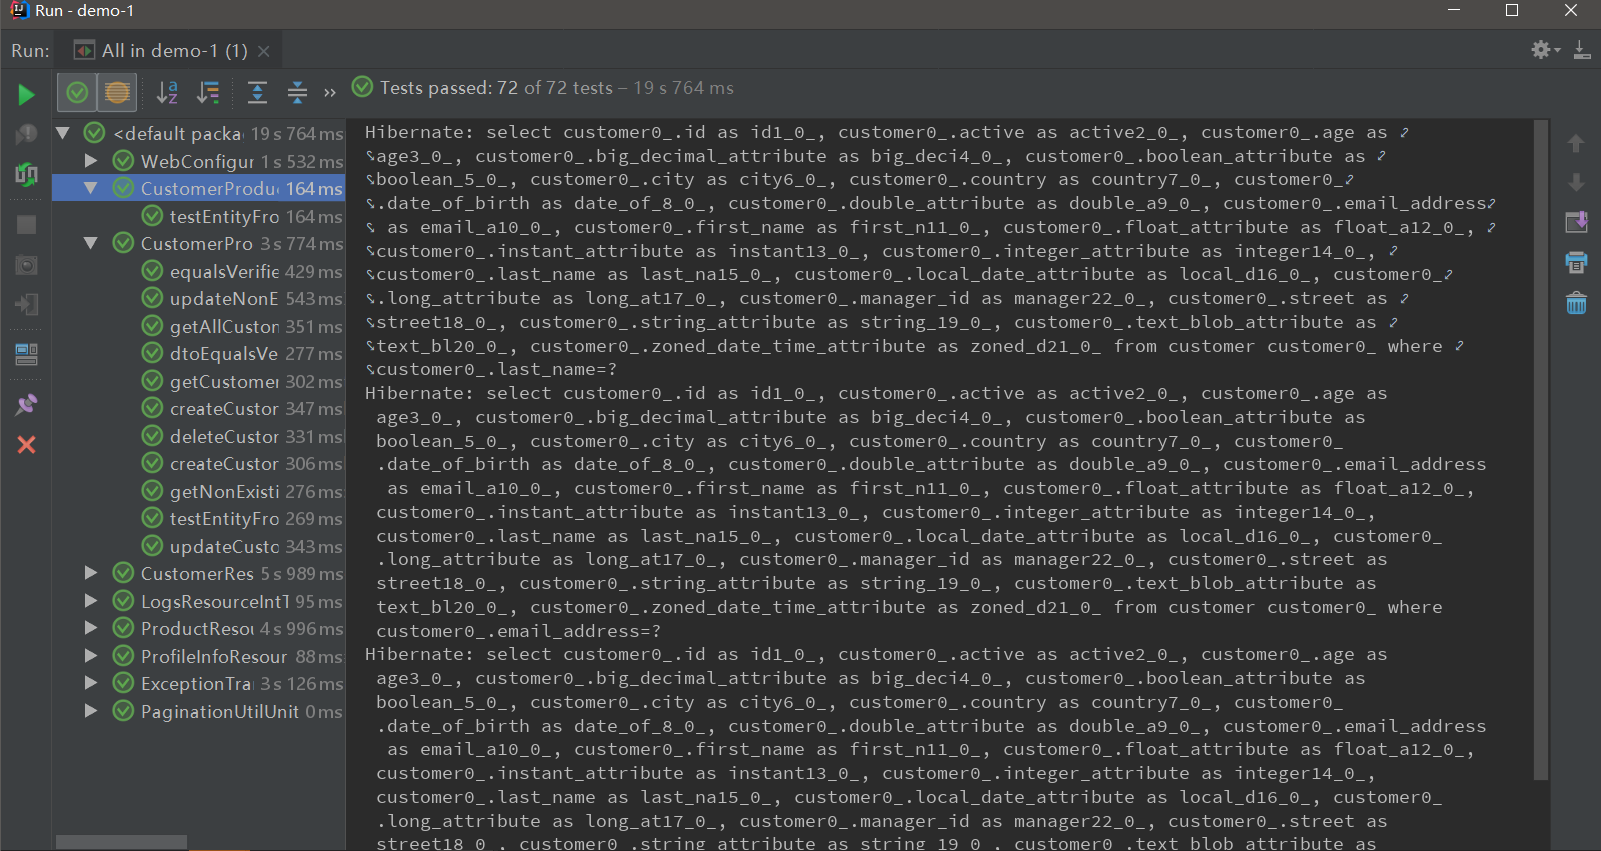 Run - demo-1
Run:
All in demo-1 (1)
Tests passed: 72 of 72 tests – 19 s 764 ms
<default packa 19 s 764 ms
WebConfigur 1 s 532 ms
CustomerProdu 164 ms
testEntityFro 164 ms
CustomerPro 3 s 774 ms
equalsVerifie 429 ms
updateNonE 543 ms
getAllCustor 351 ms
dtoEqualsVe 277 ms
getCustomer 302 ms
createCustor 347 ms
deleteCustor 331 ms
createCustor 306 ms
getNonExisti 276 ms
testEntityFro 269 ms
updateCusto 343 ms
CustomerRes 5 s 989 ms
LogsResourceIntT 95 ms
ProductResou 4 s 996 ms
ProfileInfoResour 88 ms
ExceptionTra 3 s 126 ms
PaginationUtilUnit 0 ms
Hibernate: select customer0_.id as id1_0_, customer0_.active as active2_0_, customer0_.age as
age3_0_, customer0_.big_decimal_attribute as big_deci4_0_, customer0_.boolean_attribute as
boolean_5_0_, customer0_.city as city6_0_, customer0_.country as country7_0_, customer0_
.date_of_birth as date_of_8_0_, customer0_.double_attribute as double_a9_0_, customer0_.email_address
as email_a10_0_, customer0_.first_name as first_n11_0_, customer0_.float_attribute as float_a12_0_,
customer0_.instant_attribute as instant13_0_, customer0_.integer_attribute as integer14_0_,
customer0_.last_name as last_na15_0_, customer0_.local_date_attribute as local_d16_0_, customer0_
.long_attribute as long_at17_0_, customer0_.manager_id as manager22_0_, customer0_.street as
street18_0_, customer0_.string_attribute as string_19_0_, customer0_.text_blob_attribute as
text_bl20_0_, customer0_.zoned_date_time_attribute as zoned_d21_0_ from customer customer0_ where
customer0_.last_name=?
Hibernate: select customer0_.id as id1_0_, customer0_.active as active2_0_, customer0_.age as
age3_0_, customer0_.big_decimal_attribute as big_deci4_0_, customer0_.boolean_attribute as
boolean_5_0_, customer0_.city as city6_0_, customer0_.country as country7_0_, customer0_
.date_of_birth as date_of_8_0_, customer0_.double_attribute as double_a9_0_, customer0_.email_address
as email_a10_0_, customer0_.first_name as first_n11_0_, customer0_.float_attribute as float_a12_0_,
customer0_.instant_attribute as instant13_0_, customer0_.integer_attribute as integer14_0_,
customer0_.last_name as last_na15_0_, customer0_.local_date_attribute as local_d16_0_, customer0_
.long_attribute as long_at17_0_, customer0_.manager_id as manager22_0_, customer0_.street as
street18_0_, customer0_.string_attribute as string_19_0_, customer0_.text_blob_attribute as
text_bl20_0_, customer0_.zoned_date_time_attribute as zoned_d21_0_ from customer customer0_ where
customer0_.email_address=?
Hibernate: select customer0_.id as id1_0_, customer0_.active as active2_0_, customer0_.age as
age3_0_, customer0_.big_decimal_attribute as big_deci4_0_, customer0_.boolean_attribute as
boolean_5_0_, customer0_.city as city6_0_, customer0_.country as country7_0_, customer0_
.date_of_birth as date_of_8_0_, customer0_.double_attribute as double_a9_0_, customer0_.email_address
as email_a10_0_, customer0_.first_name as first_n11_0_, customer0_.float_attribute as float_a12_0_,
customer0_.instant_attribute as instant13_0_, customer0_.integer_attribute as integer14_0_,
customer0_.last_name as last_na15_0_, customer0_.local_date_attribute as local_d16_0_, customer0_
.long_attribute as long_at17_0_, customer0_.manager_id as manager22_0_, customer0_.street as
street18_0_, customer0_.string_attribute as string_19_0_, customer0_.text_blob_attribute as